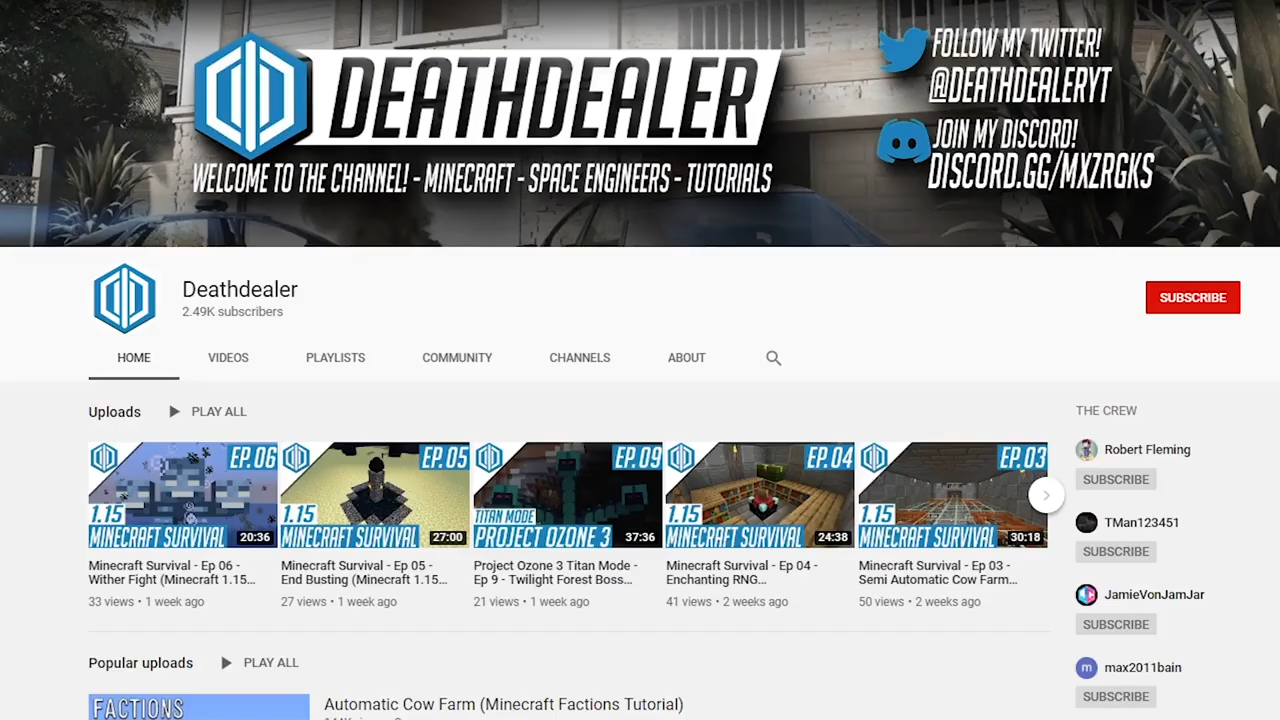 DEATHDEALER
WELCOME TO THE CHANNEL! - MINECRAFT - SPACE ENGINEERS - TUTORIALS
FOLLOW MY TWITTER!
@DEATHDEALERYT
JOIN MY DISCORD!
DISCORD.GG/MXZRGKS
Deathdealer
2.49K subscribers
SUBSCRIBE
HOME VIDEOS PLAYLISTS COMMUNITY CHANNELS ABOUT
Uploads PLAY ALL
EP.06
1.15
MINECRAFT SURVIVAL
20:36
Minecraft Survival - Ep 06 -
Wither Fight (Minecraft 1.15...
33 views • 1 week ago
EP.05
1.15
MINECRAFT SURVIVAL
27:00
Minecraft Survival - Ep 05 -
End Busting (Minecraft 1.15...
27 views • 1 week ago
EP.09
TITAN MODE
PROJECT OZONE 3
37:36
Project Ozone 3 Titan Mode -
Ep 9 - Twilight Forest Boss...
21 views • 1 week ago
EP.04
1.15
MINECRAFT SURVIVAL
24:38
Minecraft Survival - Ep 04 -
Enchanting RNG...
41 views • 2 weeks ago
EP.03
1.15
MINECRAFT SURVIVAL
30:18
Minecraft Survival - Ep 03 -
Semi Automatic Cow Farm...
50 views • 2 weeks ago
THE CREW
Robert Fleming
SUBSCRIBE
TMan123451
SUBSCRIBE
JamieVonJamJar
SUBSCRIBE
m
max2011bain
SUBSCRIBE
Popular uploads PLAY ALL
FACTIONS
Automatic Cow Farm (Minecraft Factions Tutorial)